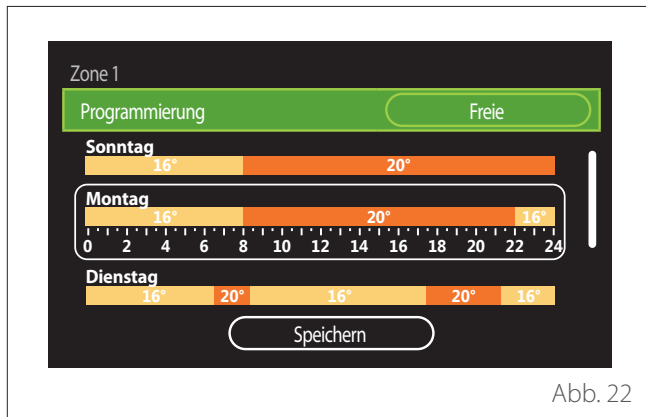 Zone 1
Programmierung Freie
Sonntag
16° 20°
Montag
16° 20° 16°
0 2 4 6 8 10 12 14 16 18 20 22 24
Dienstag
16° 20° 16° 20° 16°
Speichern
Abb. 22